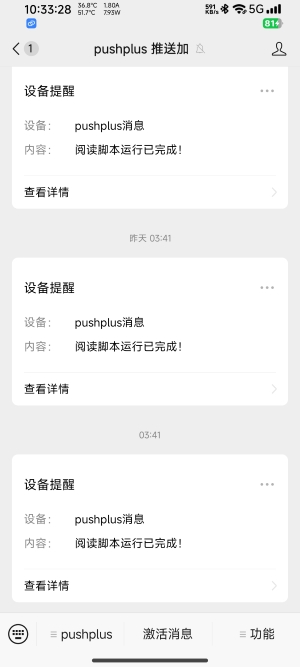 10:33:28 36.8℃ 1.80A 51.7℃ 7.93W 591 KB/s 5G
81
1 pushplus 推送加
设备提醒
设备： pushplus消息
内容： 阅读脚本运行已完成！
查看详情
昨天 03:41
设备提醒
设备： pushplus消息
内容： 阅读脚本运行已完成！
查看详情
03:41
设备提醒
设备： pushplus消息
内容： 阅读脚本运行已完成！
查看详情
pushplus 激活消息 功能